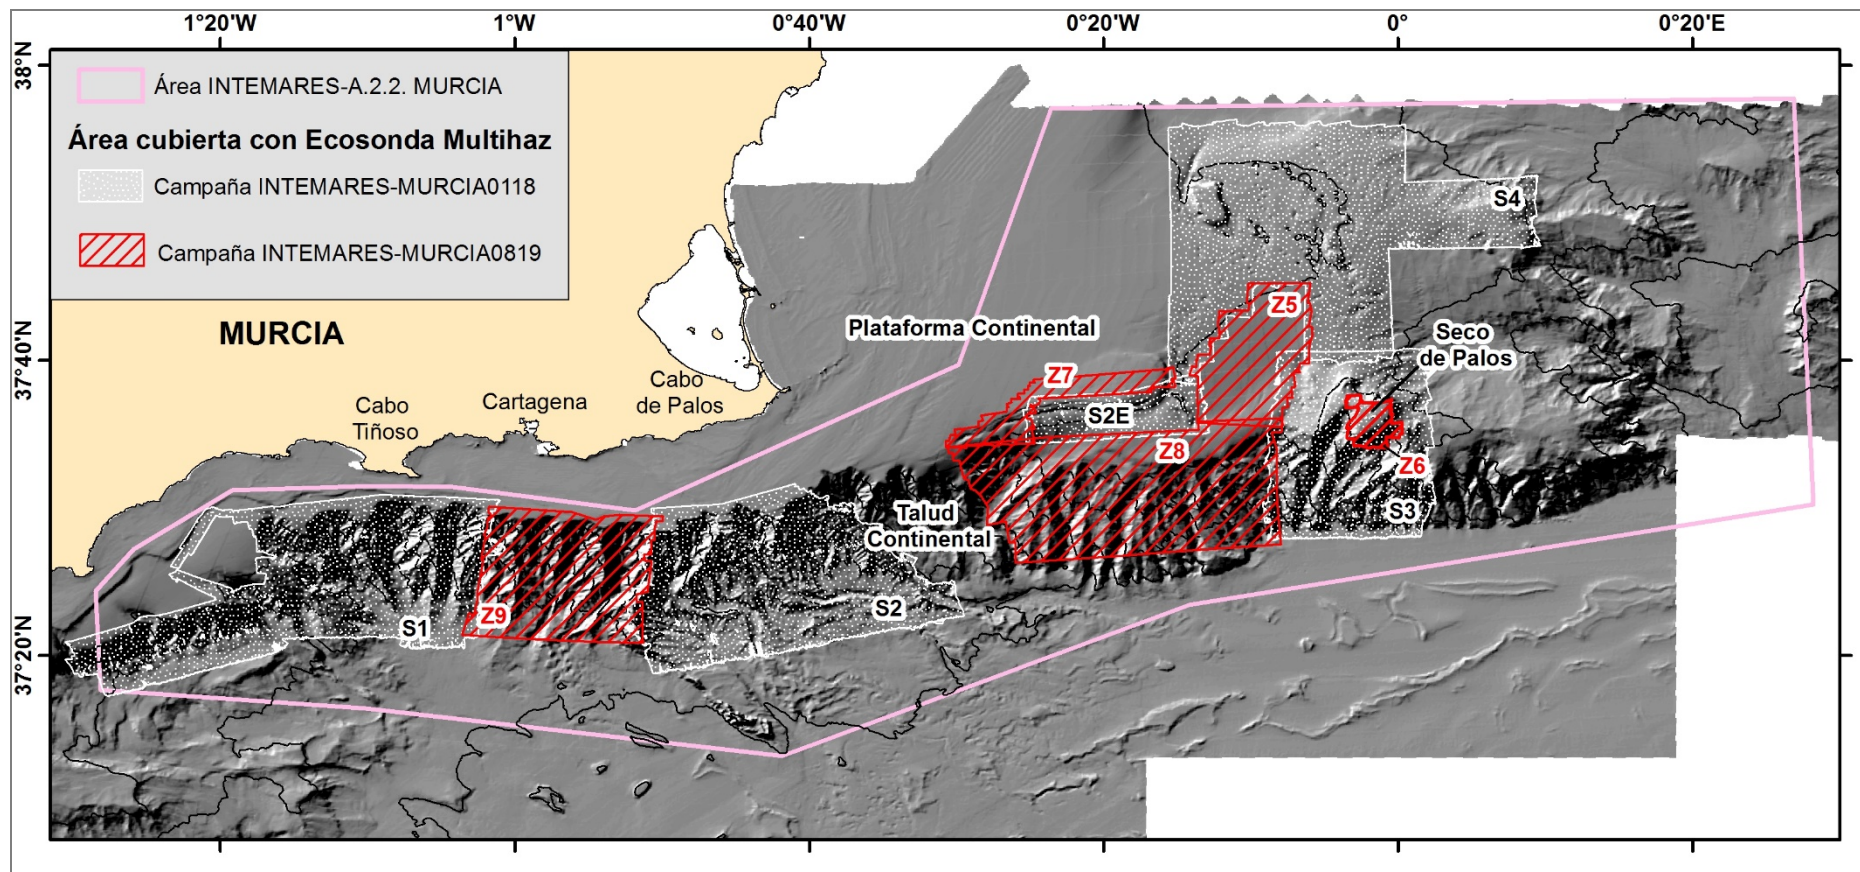 1°20'W
1°W
0°40'W
0°20'W
0°
0°20'E
38°N
37°40'N
37°20'N
Área INTEMARES-A.2.2. MURCIA
Área cubierta con Ecosonda Multihaz
Campaña INTEMARES-MURCIA0118
Campaña INTEMARES-MURCIA0819
S4
Z5
MURCIA
Plataforma Continental
Seco
de Palos
Z7
Cabo
de Palos
Cartagena
Cabo
Tiñoso
S2E
Z8
Z6
S3
Talud
Continental
Z9
S1
S2